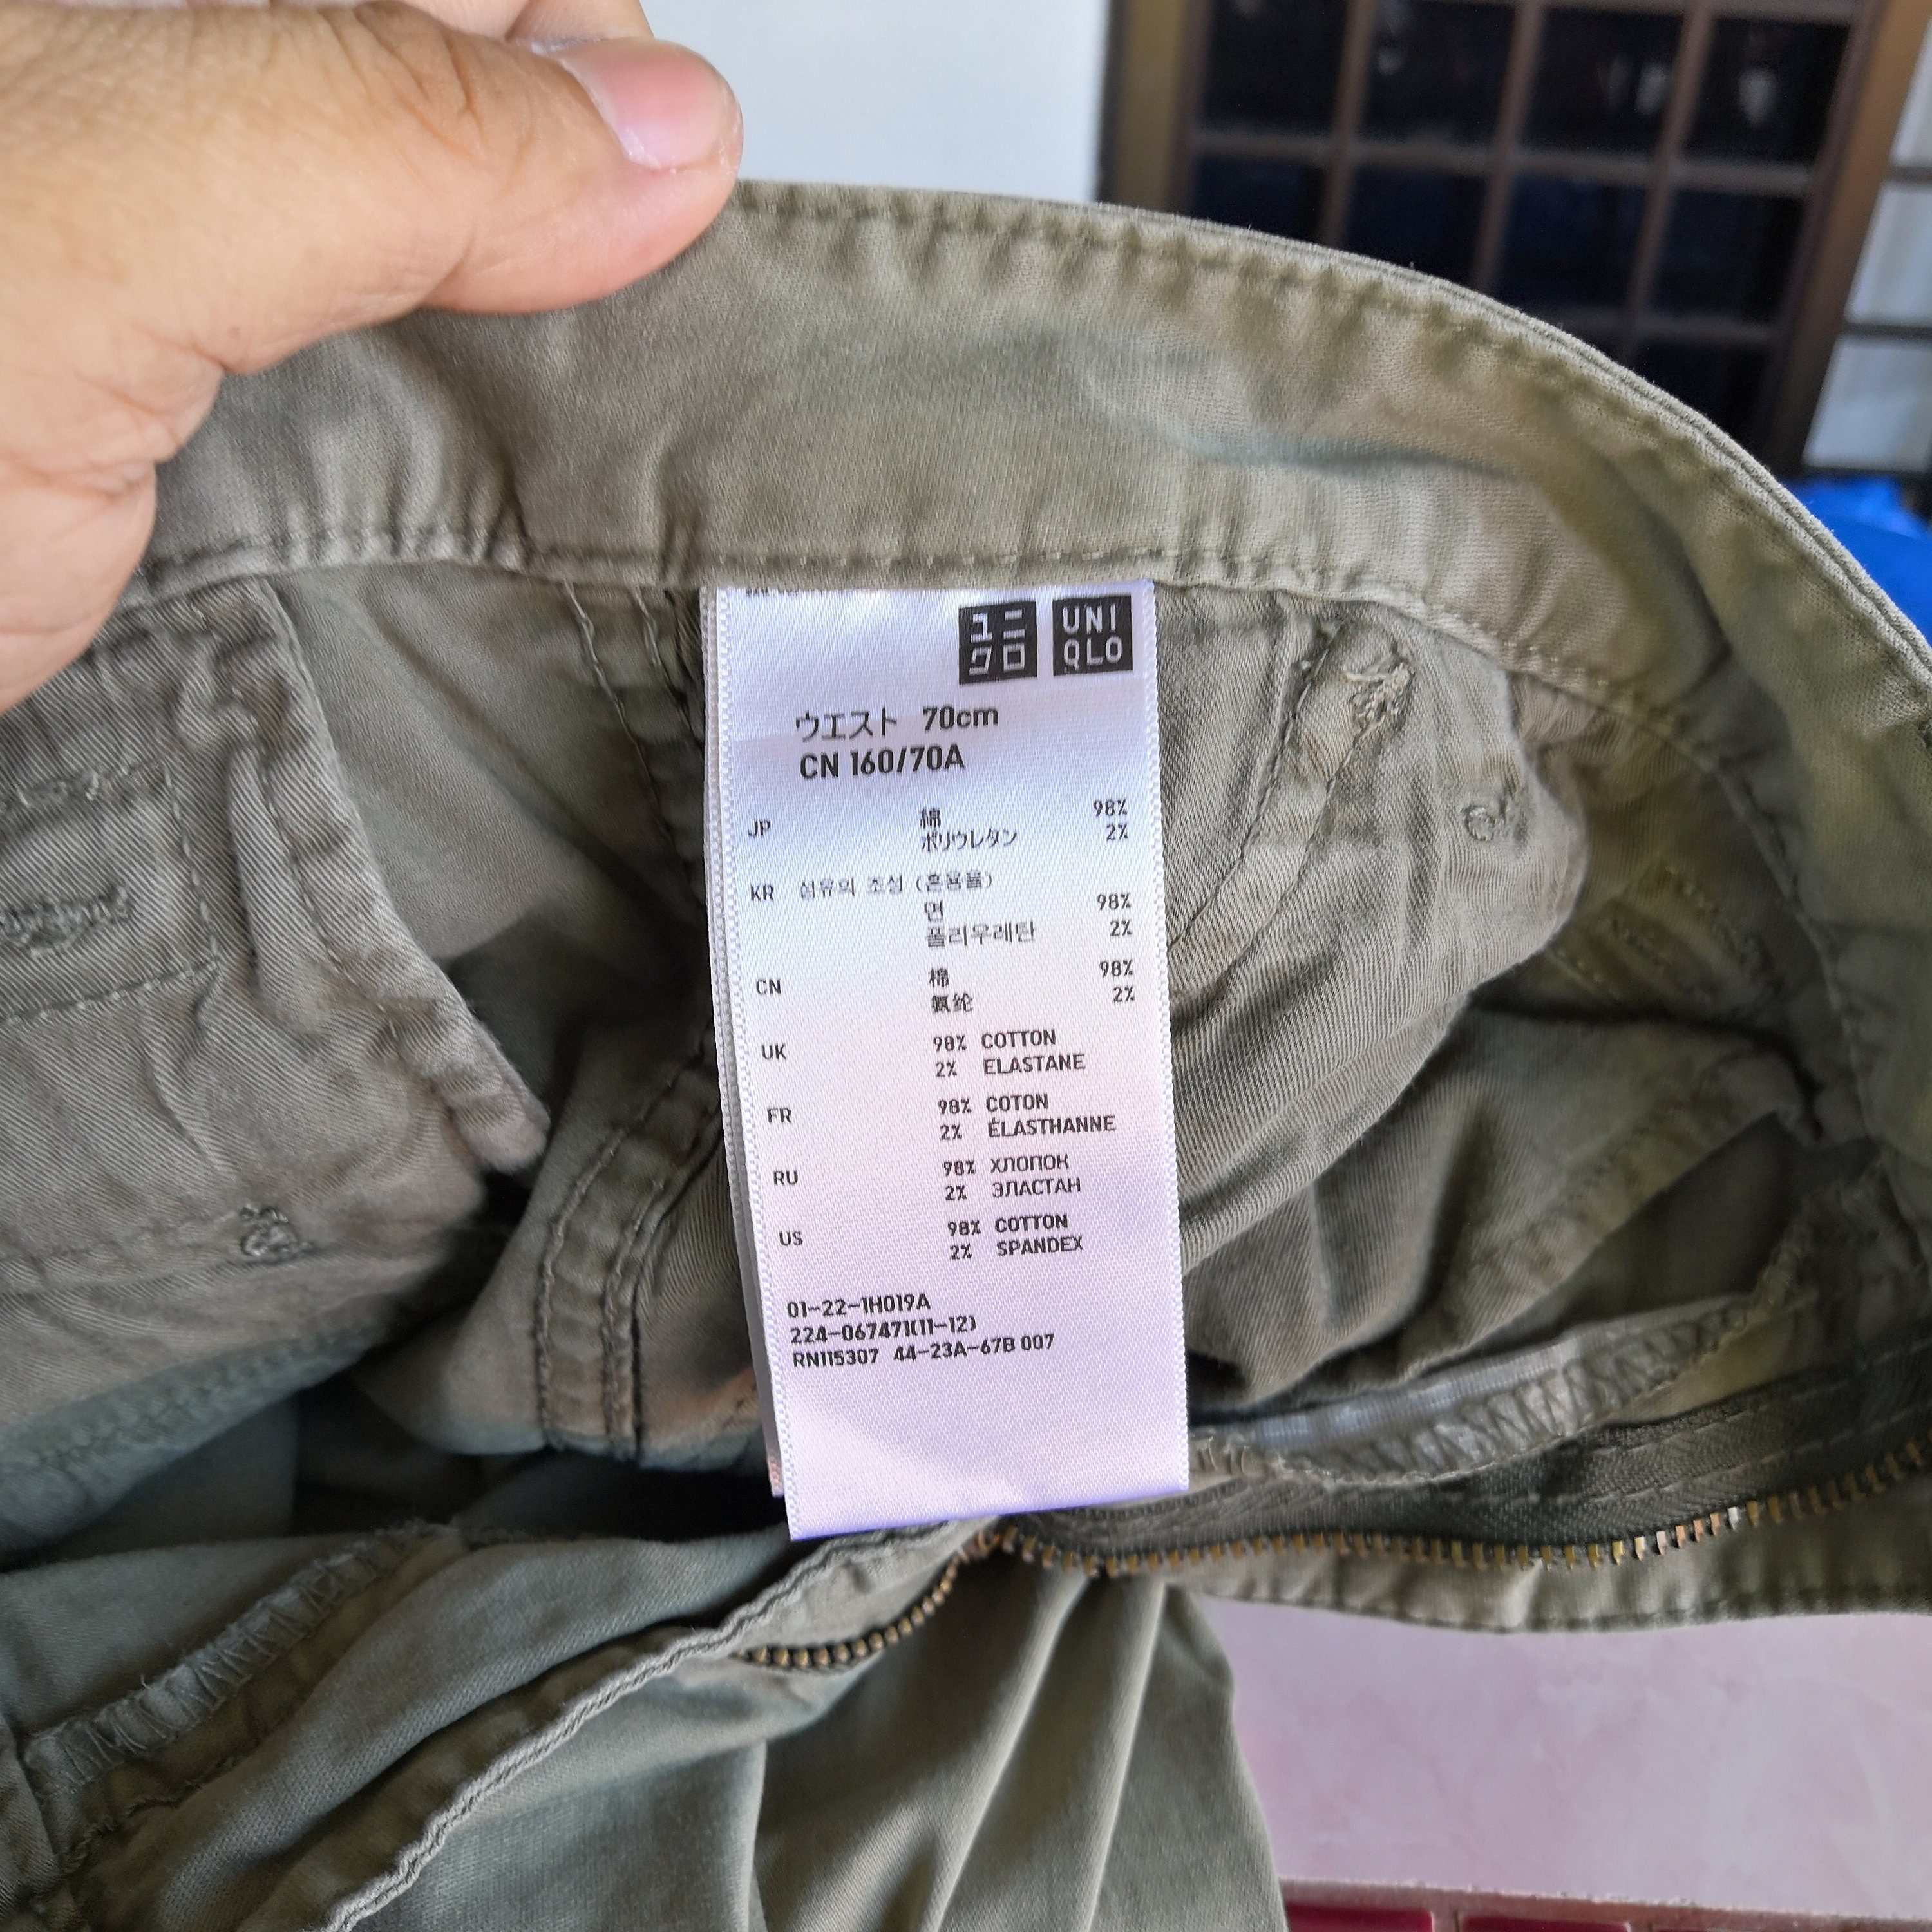 ユニ
クロ
UNI
QLO
ウエスト 70cm
CN 160/70A
JP 綿 98%
ポリウレタン 2%
KR 섬유의 조성 (혼용율)
면 98%
폴리우레탄 2%
CN 棉 98%
氨纶 2%
UK 98% COTTON
2% ELASTANE
FR 98% COTON
2% ÉLASTHANNE
RU 98% ХЛОПОК
2% ЭЛАСТАН
US 98% COTTON
2% SPANDEX
01-22-1H019A
224-067471(11-12)
RN115307 44-23A-67B 007